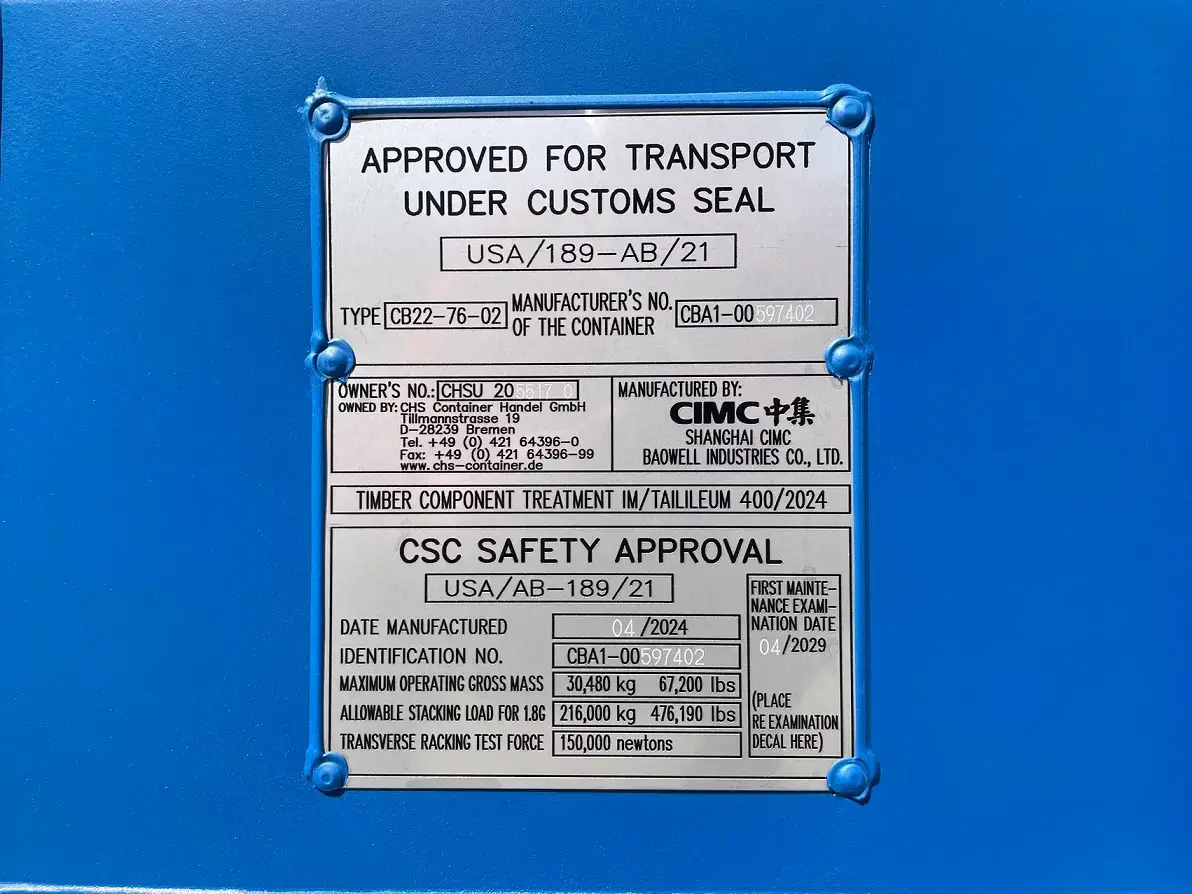 APPROVED FOR TRANSPORT
UNDER CUSTOMS SEAL
USA/189-AB/21
TYPE CB22-76-02
MANUFACTURER'S NO.
OF THE CONTAINER
CBA1-00597402
OWNER'S NO.: CHSU 205517 0
OWNED BY: CHS Container Handel GmbH
Tillmannstrasse 19
D-28239 Bremen
Tel. +49 (0) 421 64396-0
Fax: +49 (0) 421 64396-99
www.chs-container.de
MANUFACTURED BY:
CIMC 中集
SHANGHAI CIMC
BAOWELL INDUSTRIES CO., LTD.
TIMBER COMPONENT TREATMENT IM/TAILILEUM 400/2024
CSC SAFETY APPROVAL
USA/AB-189/21
DATE MANUFACTURED 04 /2024
IDENTIFICATION NO. CBA1-00597402
MAXIMUM OPERATING GROSS MASS 30,480 kg 67,200 lbs
ALLOWABLE STACKING LOAD FOR 1.8G 216,000 kg 476,190 lbs
TRANSVERSE RACKING TEST FORCE 150,000 newtons
FIRST MAINTE-
NANCE EXAMI-
NATION DATE
04/2029
(PLACE
RE EXAMINATION
DECAL HERE)